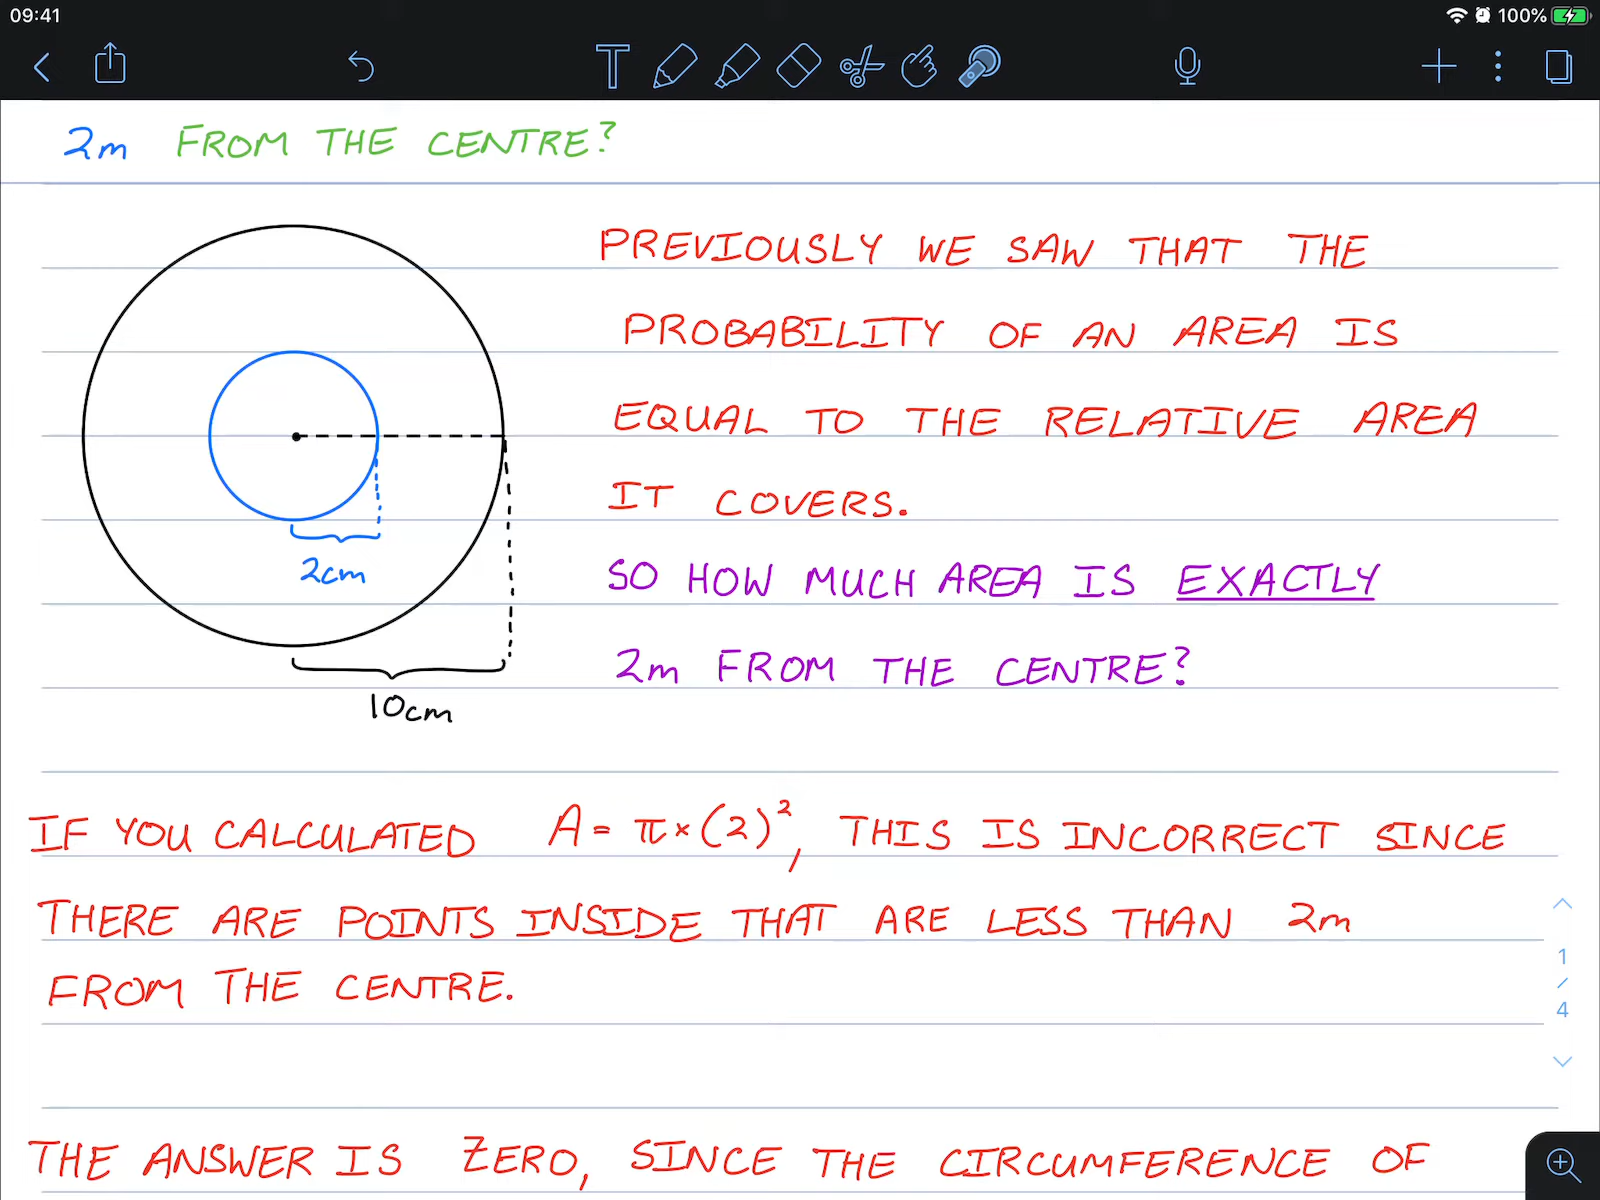 09:41
100%
2m FROM THE CENTRE?
PREVIOUSLY WE SAW THAT THE
PROBABILITY OF AN AREA IS
EQUAL TO THE RELATIVE AREA
IT COVERS.
SO HOW MUCH AREA IS EXACTLY
2m FROM THE CENTRE?
2cm
10cm
IF YOU CALCULATED A = π × (2)², THIS IS INCORRECT SINCE
THERE ARE POINTS INSIDE THAT ARE LESS THAN 2m
FROM THE CENTRE.
1
/
4
THE ANSWER IS ZERO, SINCE THE CIRCUMFERENCE OF